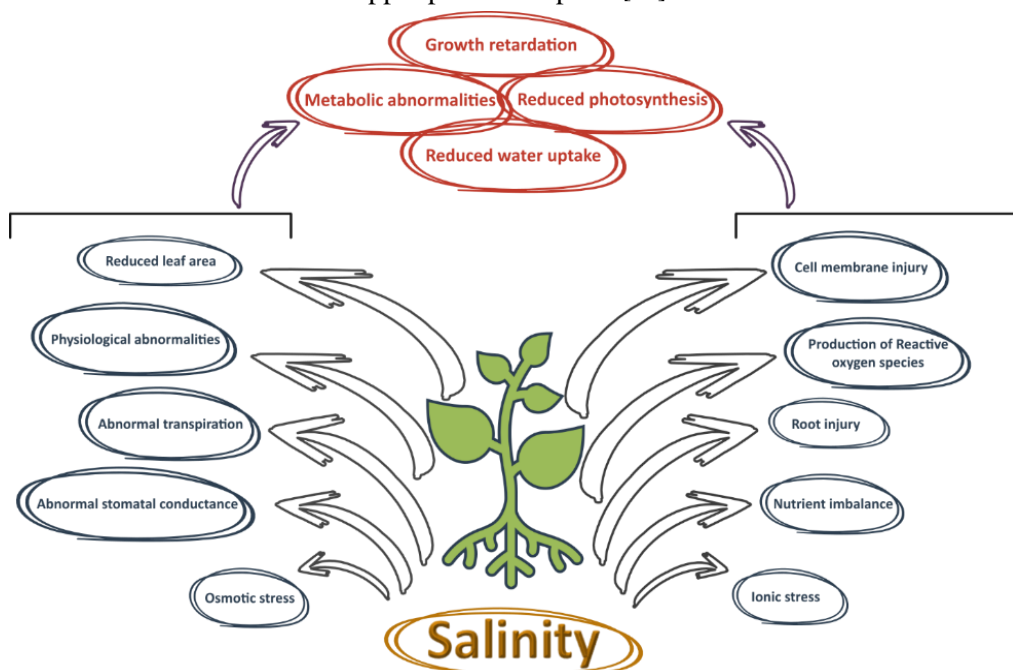 Growth retardation
Metabolic abnormalities
Reduced photosynthesis
Reduced water uptake
Reduced leaf area
Physiological abnormalities
Abnormal transpiration
Abnormal stomatal conductance
Osmotic stress
Cell membrane injury
Production of Reactive
oxygen species
Root injury
Nutrient imbalance
Ionic stress
Salinity